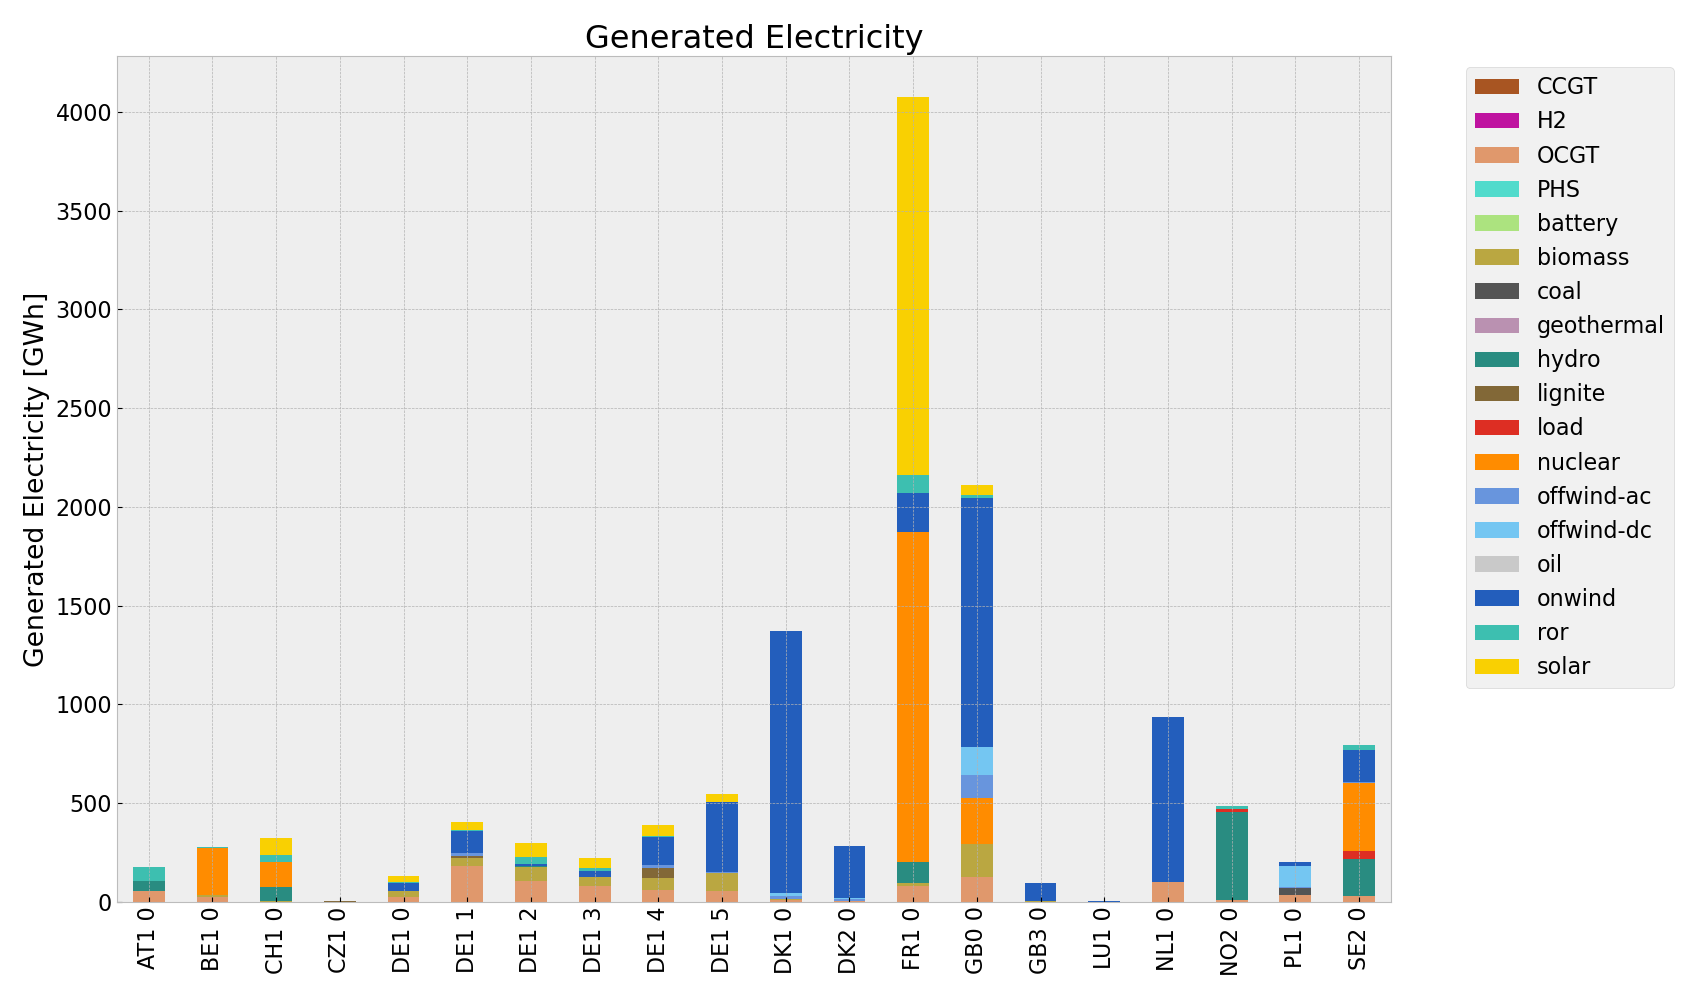 Generated Electricity
Generated Electricity [GWh]
4000
3500
3000
2500
2000
1500
1000
500
0
AT1 0
BE1 0
CH1 0
CZ1 0
DE1 0
DE1 1
DE1 2
DE1 3
DE1 4
DE1 5
DK1 0
DK2 0
FR1 0
GB0 0
GB3 0
LU1 0
NL1 0
NO2 0
PL1 0
SE2 0
CCGT
H2
OCGT
PHS
battery
biomass
coal
geothermal
hydro
lignite
load
nuclear
offwind-ac
offwind-dc
oil
onwind
ror
solar